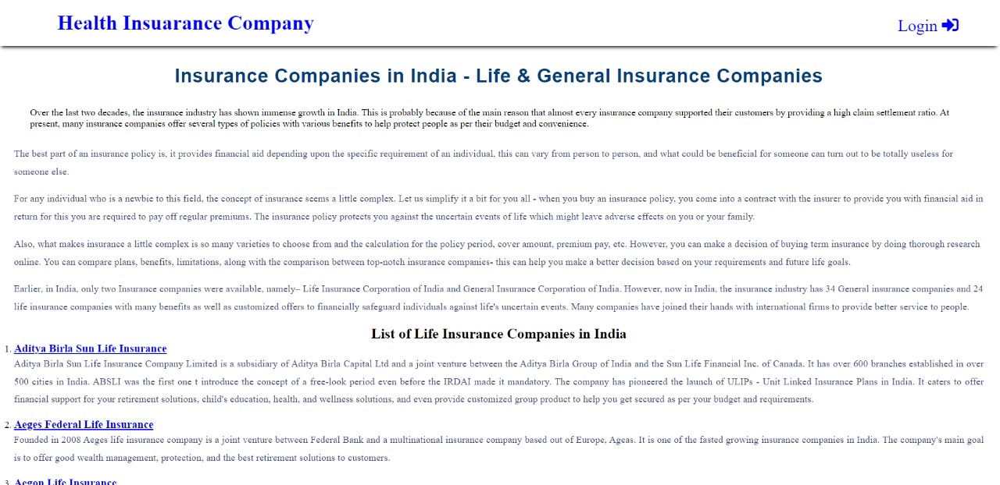 Health Insuarance Company
Login
Insurance Companies in India - Life & General Insurance Companies
Over the last two decades, the insurance industry has shown immense growth in India. This is probably because of the main reason that almost every insurance company supported their customers by providing a high claim settlement ratio. At
present, many insurance companies offer several types of policies with various benefits to help protect people as per their budget and convenience.
The best part of an insurance policy is, it provides financial aid depending upon the specific requirement of an individual, this can vary from person to person, and what could be beneficial for someone can turn out to be totally useless for
someone else.
For any individual who is a newbie to this field, the concept of insurance seems a little complex. Let us simplify it a bit for you all - when you buy an insurance policy, you come into a contract with the insurer to provide you with financial aid in
return for this you are required to pay off regular premiums. The insurance policy protects you against the uncertain events of life which might leave adverse effects on you or your family.
Also, what makes insurance a little complex is so many varieties to choose from and the calculation for the policy period, cover amount, premium pay, etc. However, you can make a decision of buying term insurance by doing thorough research
online. You can compare plans, benefits, limitations, along with the comparison between top-notch insurance companies- this can help you make a better decision based on your requirements and future life goals.
Earlier, in India, only two Insurance companies were available, namely– Life Insurance Corporation of India and General Insurance Corporation of India. However, now in India, the insurance industry has 34 General insurance companies and 24
life insurance companies with many benefits as well as customized offers to financially safeguard individuals against life's uncertain events. Many companies have joined their hands with international firms to provide better service to people.
List of Life Insurance Companies in India
1. Aditya Birla Sun Life Insurance
Aditya Birla Sun Life Insurance Company Limited is a subsidiary of Aditya Birla Capital Ltd and a joint venture between the Aditya Birla Group of India and the Sun Life Financial Inc. of Canada. It has over 600 branches established in over
500 cities in India. ABSLI was the first one t introduce the concept of a free-look period even before the IRDAI made it mandatory. The company has pioneered the launch of ULIPs - Unit Linked Insurance Plans in India. It caters to offer
financial support for your retirement solutions, child's education, health, and wellness solutions, and even provide customized group product to help you get secured as per your budget and requirements.
2. Aeges Federal Life Insurance
Founded in 2008 Aeges life insurance company is a joint venture between Federal Bank and a multinational insurance company based out of Europe, Ageas. It is one of the fasted growing insurance companies in India. The company's main goal
is to offer good wealth management, protection, and the best retirement solutions to customers.
3. Aegon Life Insurance